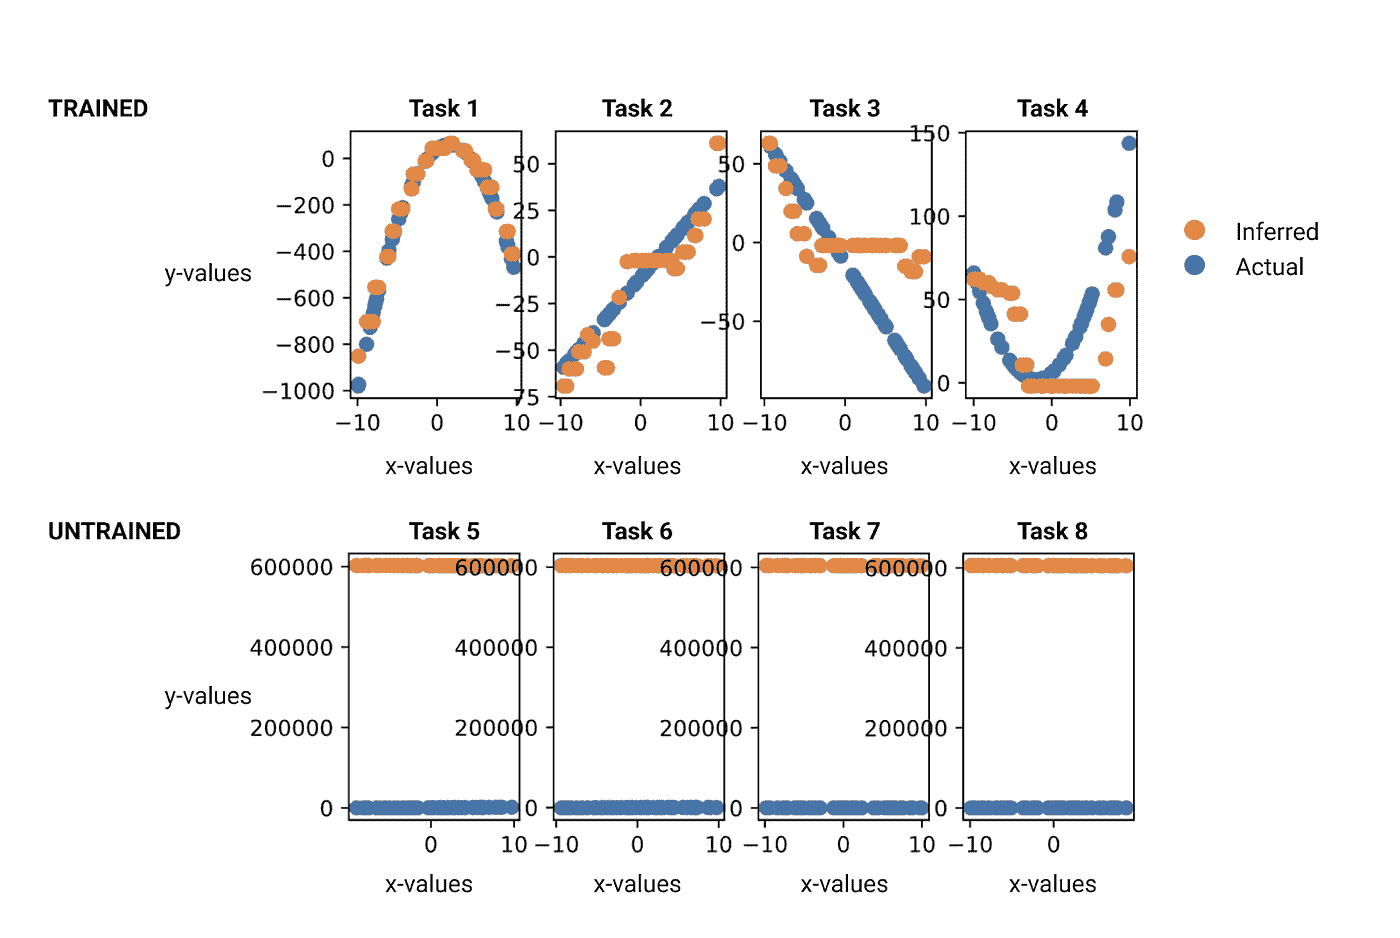 TRAINED
Task 1 Task 2 Task 3 Task 4
0 −200 −400 −600 −800 −1000
50 25 0 −25 −50 −75
50 0 −50
150 100 50 0
y-values
−10 0 10 −10 0 10 −10 0 10 −10 0 10
x-values x-values x-values x-values
Inferred
Actual
UNTRAINED
Task 5 Task 6 Task 7 Task 8
600000 600000 600000 600000
400000 400000 400000 400000
y-values
200000 200000 200000 200000
0 0 0 0
0 10 −10 0 10 −10 0 10 −10 0
x-values x-values x-values x-values